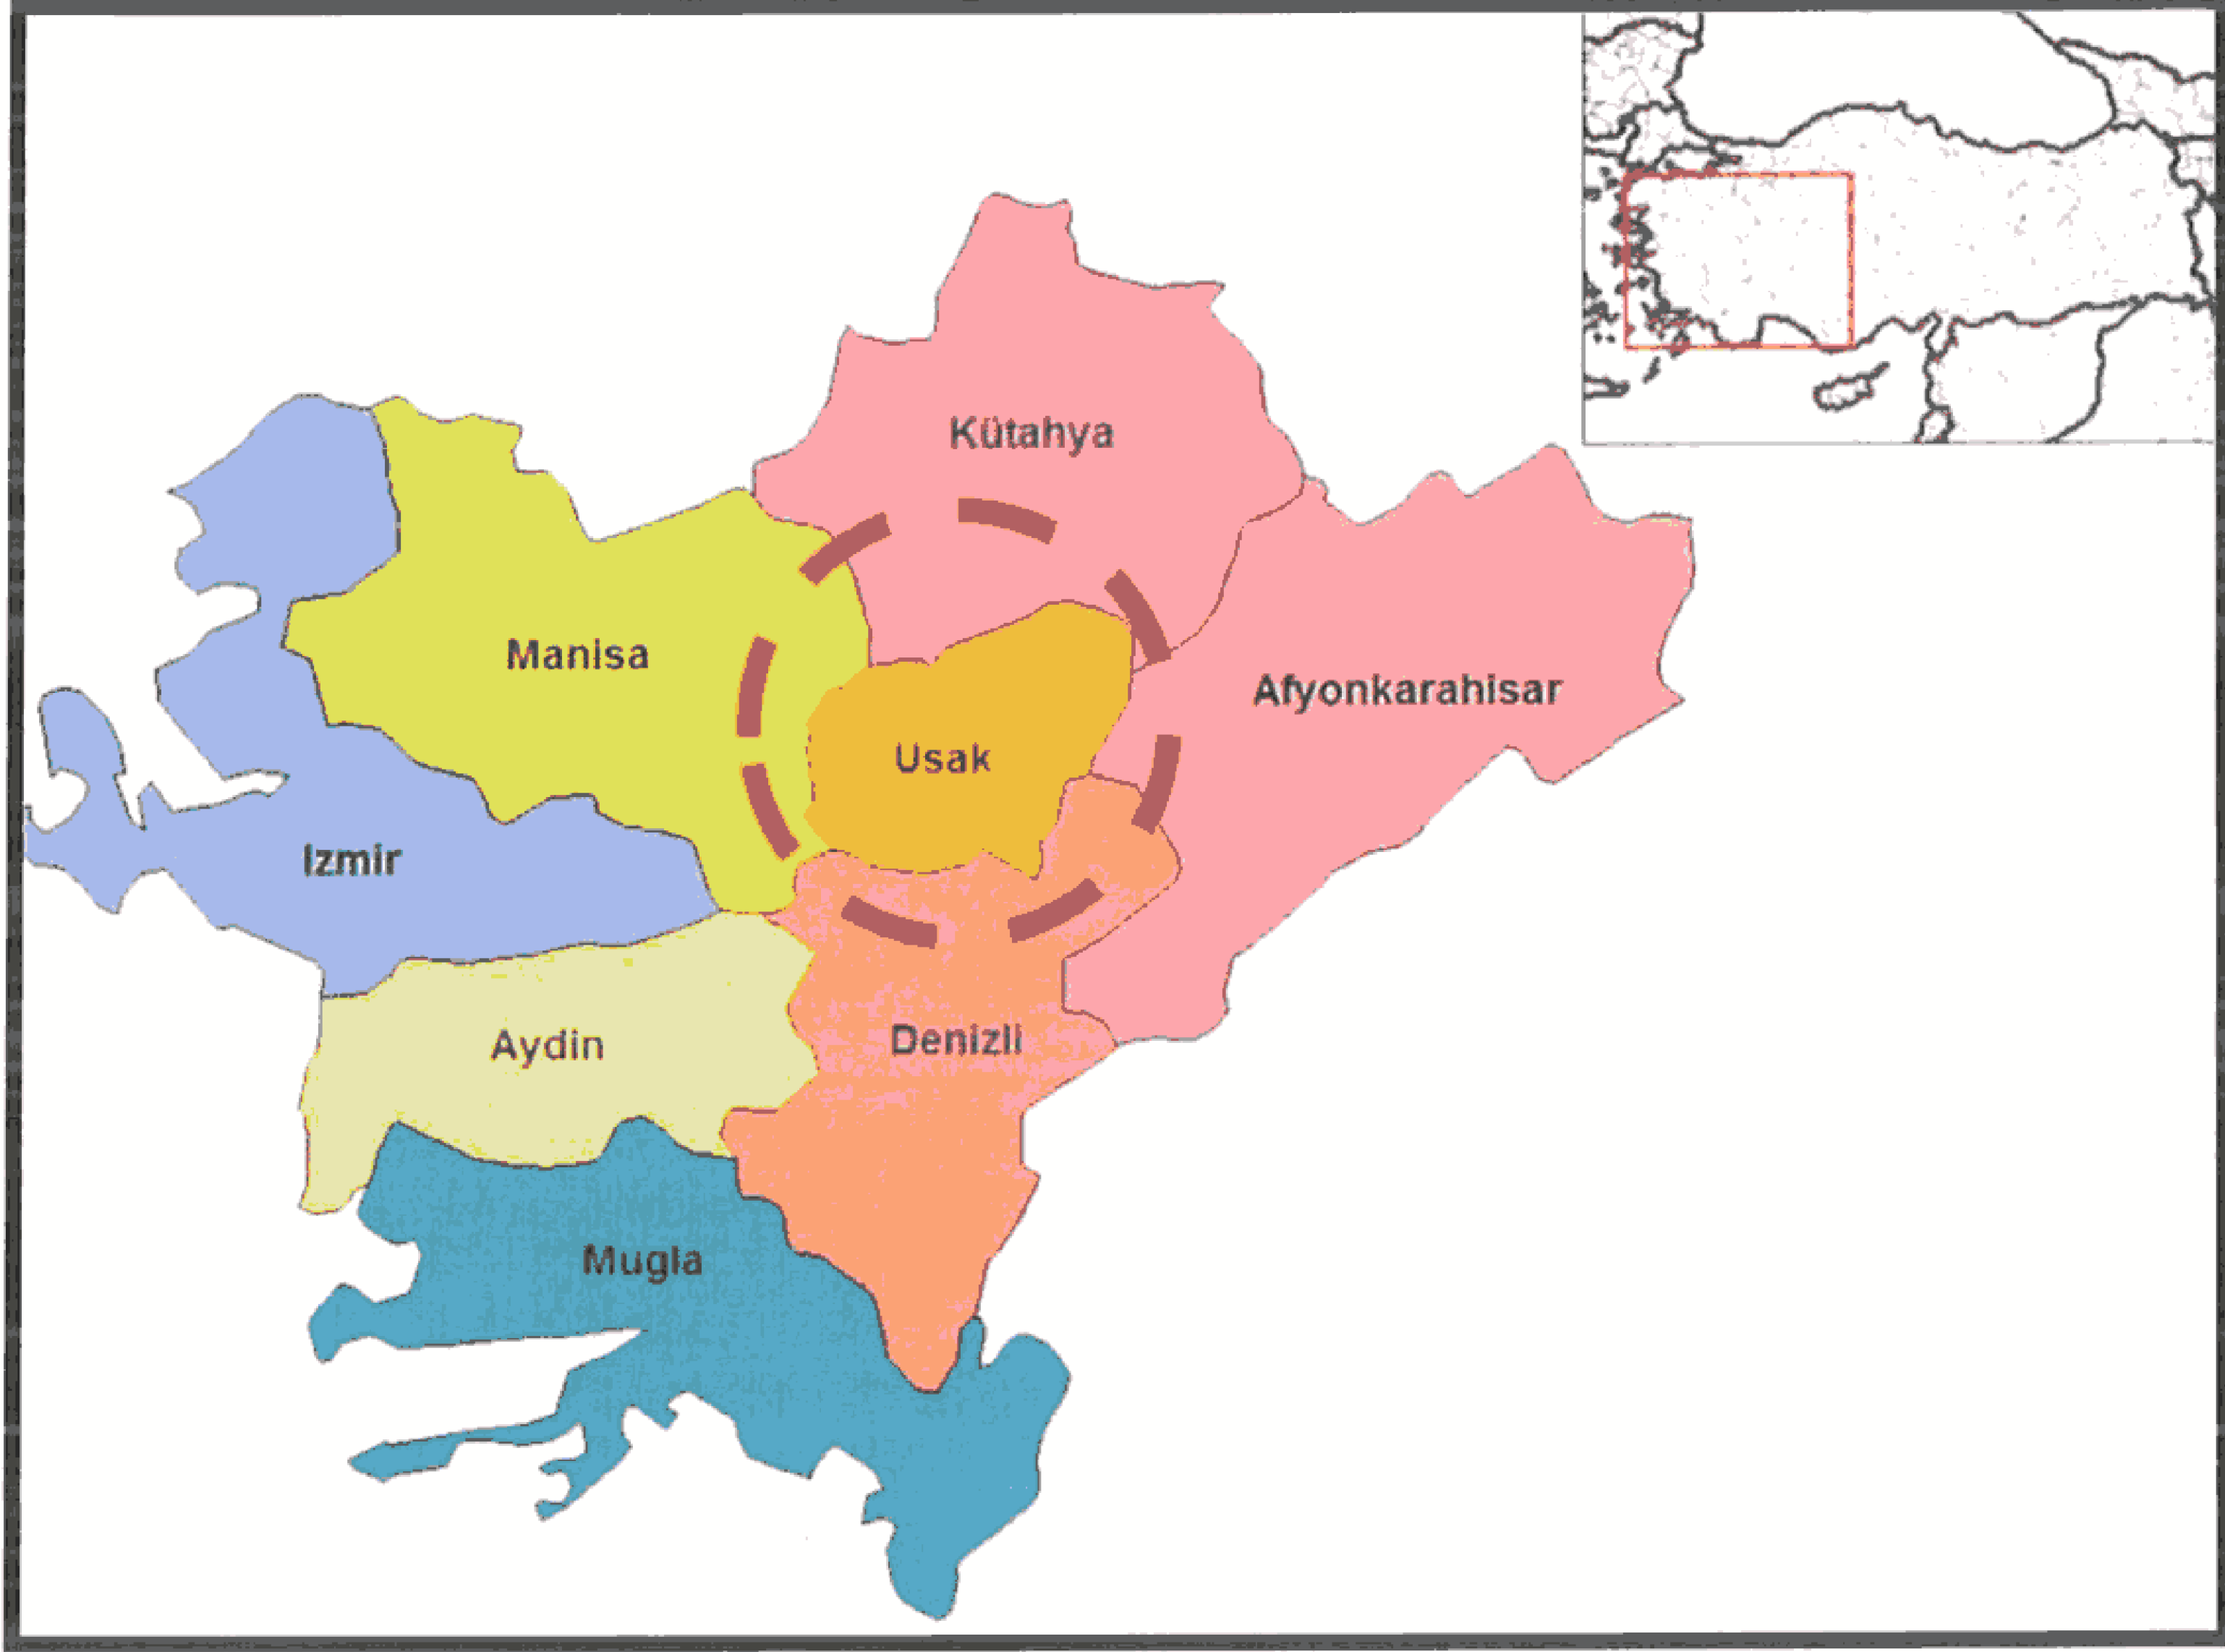 Kütahya
Manisa
Afyonkarahisar
Usak
Izmir
Denizli
Aydin
Mugla